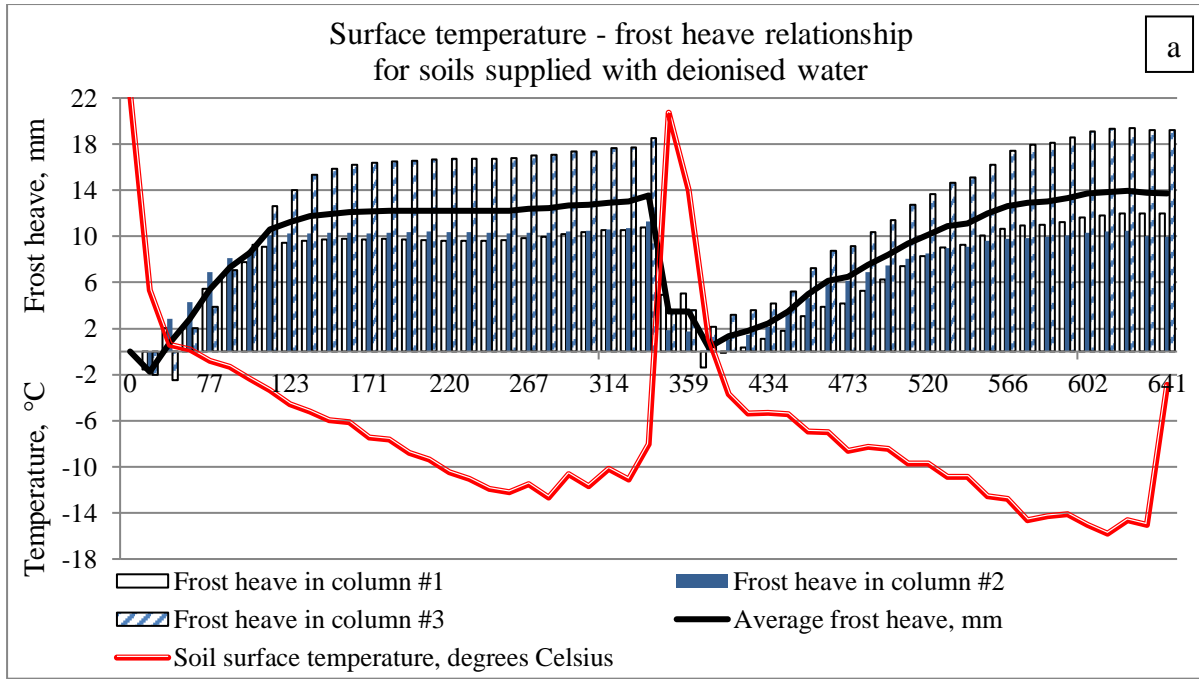 Surface temperature - frost heave relationship
for soils supplied with deionised water
a
Temperature, °C Frost heave, mm
22
18
14
10
6
2
-2
-6
-10
-14
-18
0 77 123 171 220 267 314 359 434 473 520 566 602 641
Frost heave in column #1
Frost heave in column #2
Frost heave in column #3
Average frost heave, mm
Soil surface temperature, degrees Celsius